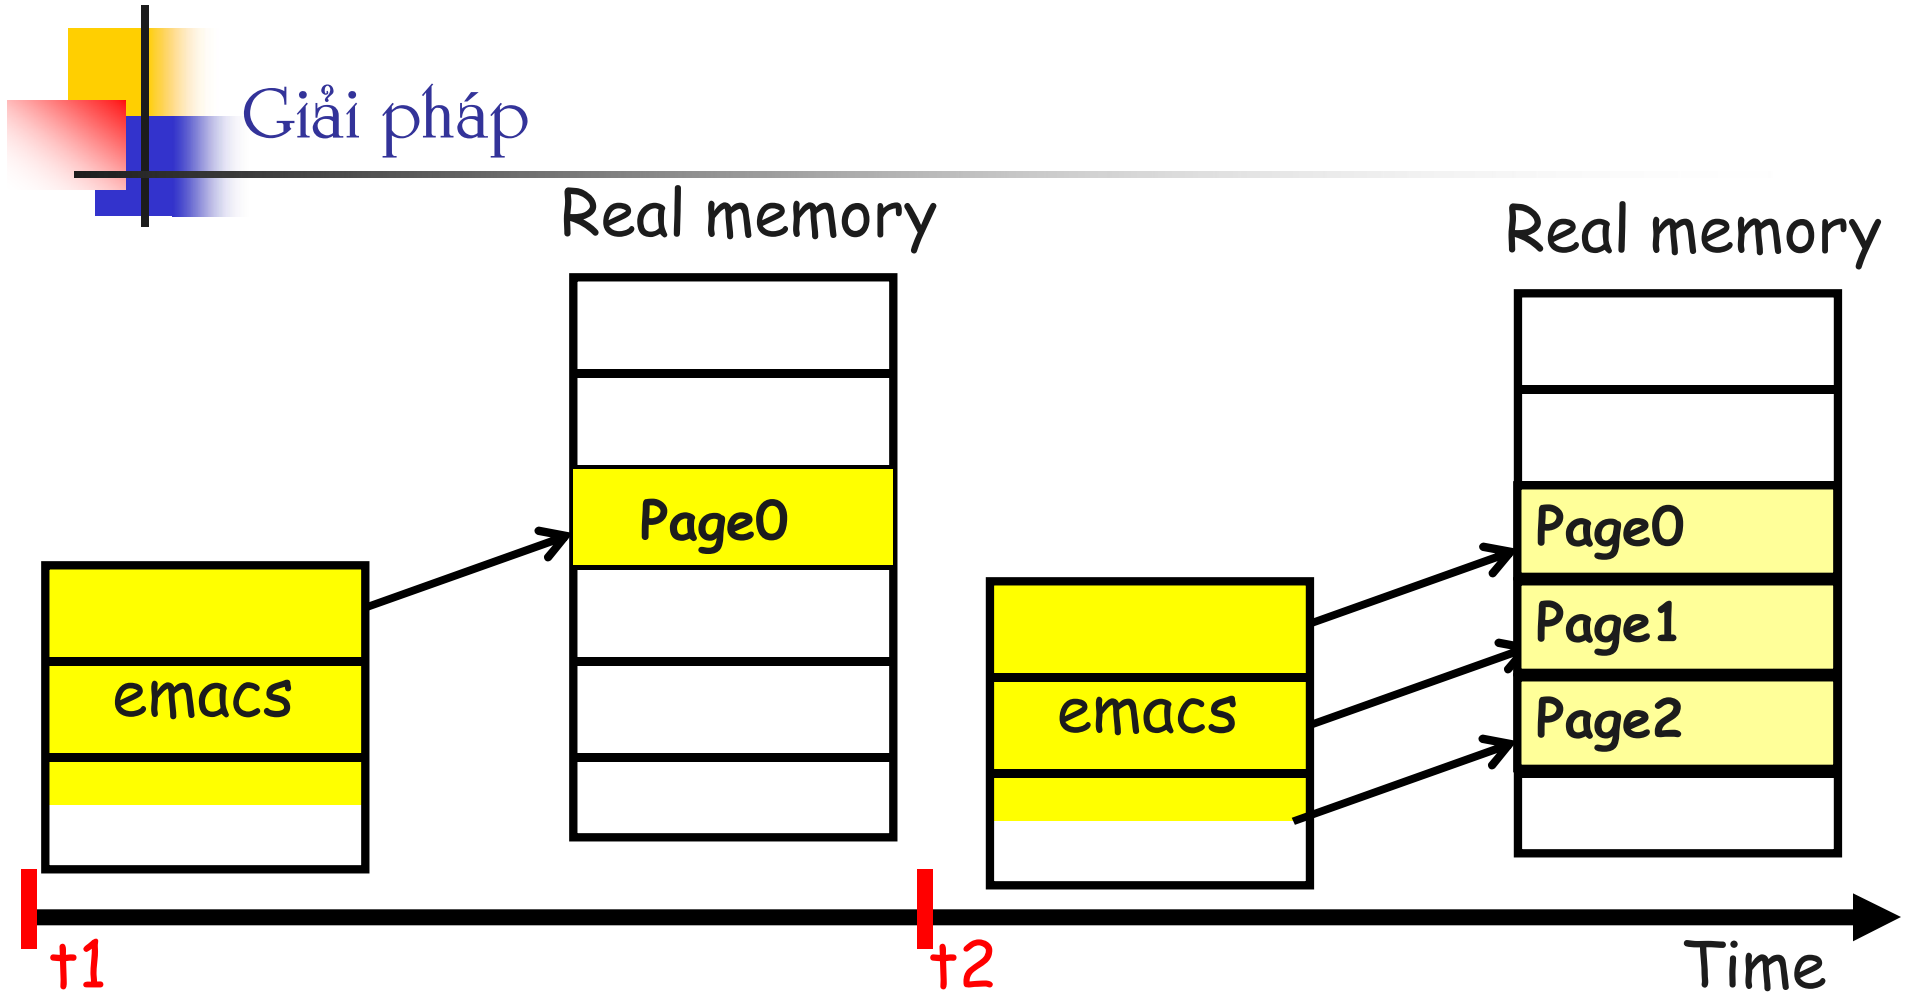 Giải pháp
Real memory
Real memory
Page0
emacs
Page0
Page1
Page2
emacs
t1
t2
Time